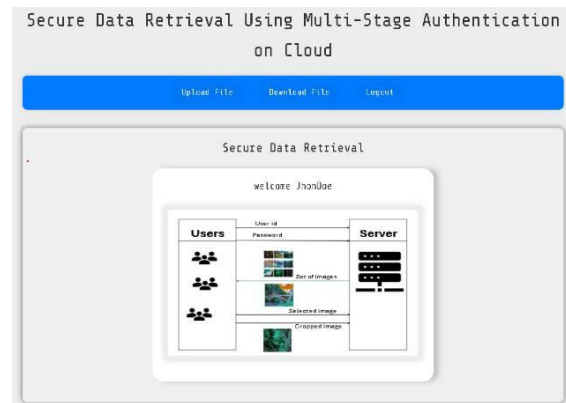 Secure Data Retrieval Using Multi-Stage Authentication
on Cloud
Upload File Download File Logout
Secure Data Retrieval
welcome JhonDoe
User id
Users Password Server
Set of images
Selected image
Cropped image